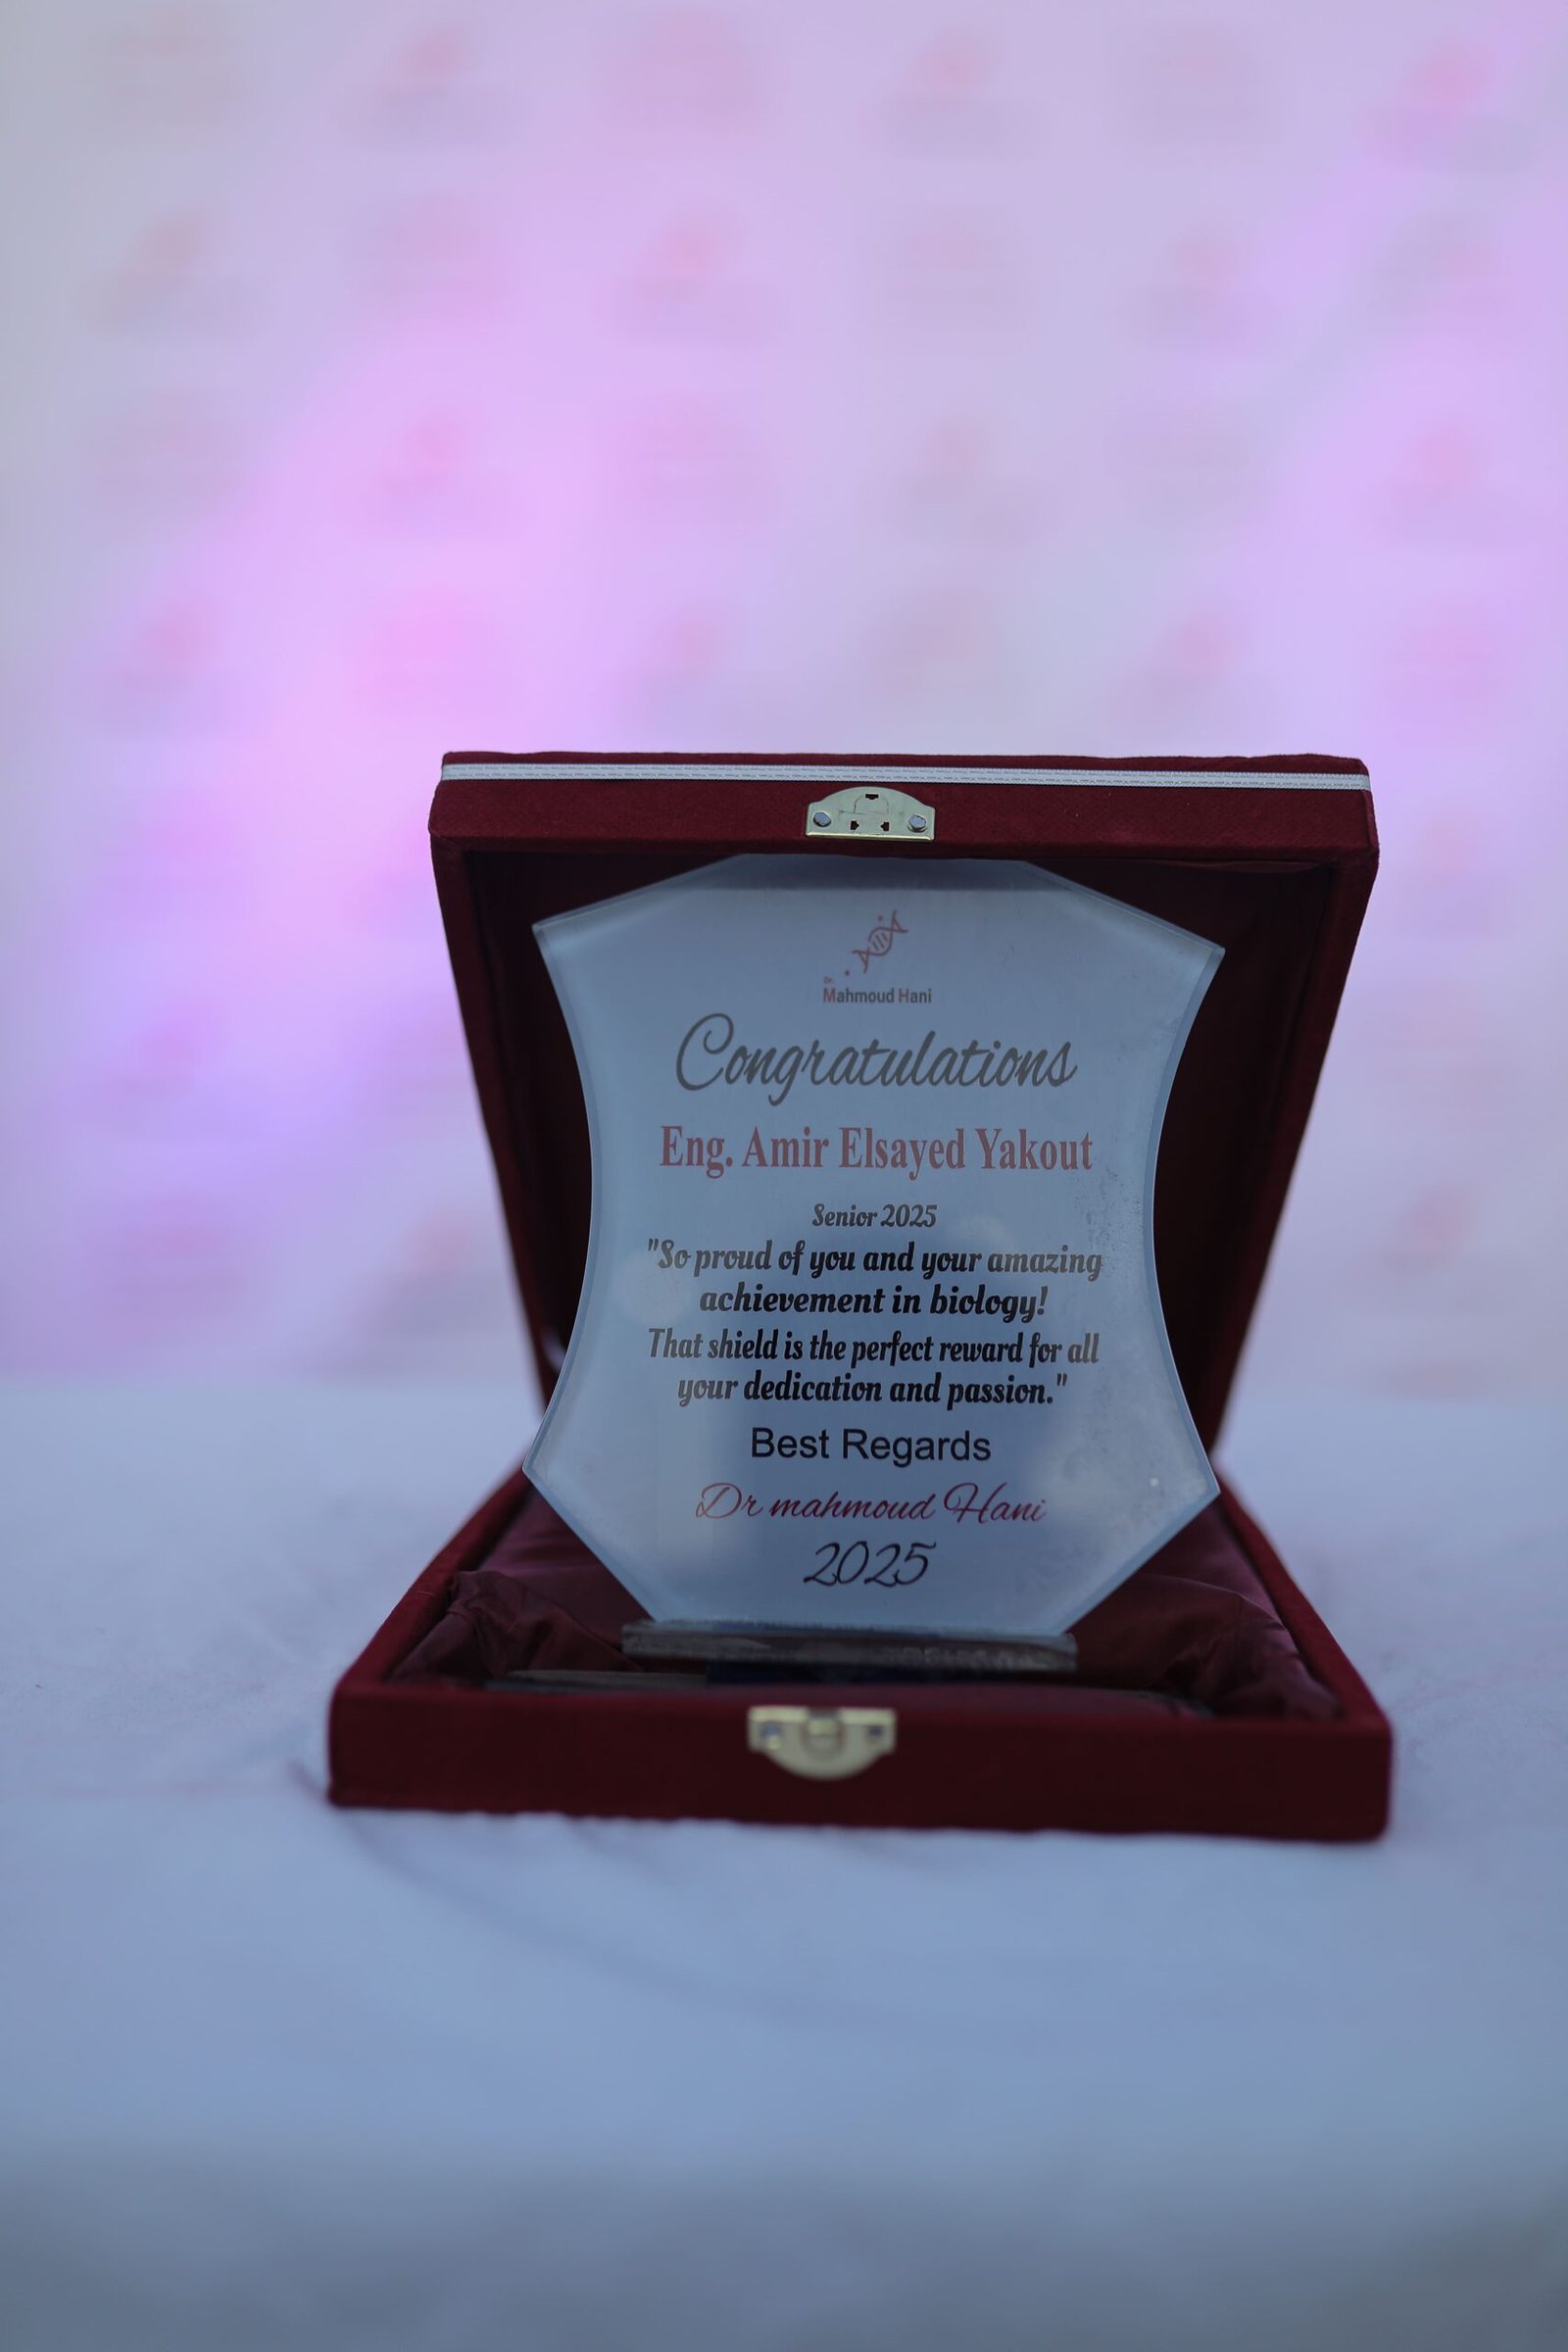 Dr.
Mahmoud Hani
Congratulations
Eng. Amir Elsayed Yakout
Senior 2025
"So proud of you and your amazing
achievement in biology!
That shield is the perfect reward for all
your dedication and passion."
Best Regards
Dr mahmoud Hani
2025